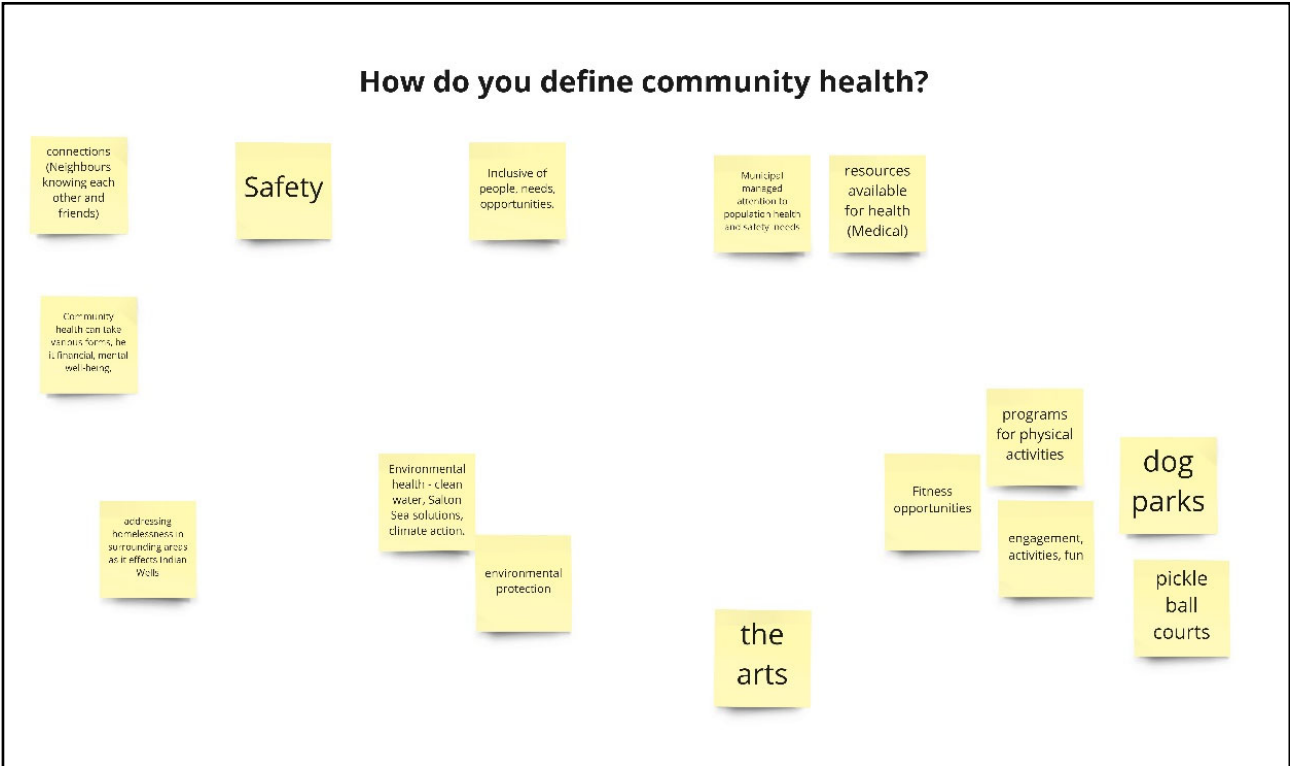 How do you define community health?
connections
(Neighbours
knowing each
other and
friends)
Safety
Inclusive of
people, needs,
opportunities.
Municipal
managed
attention to
population health
and safety needs
resources
available
for health
(Medical)
Community
health can take
various forms, be
it financial, mental
well-being,
programs
for physical
activities
dog
parks
Environmental
health - clean
water, Salton
Sea solutions,
climate action.
Fitness
opportunities
addressing
homelessness in
surrounding areas
as it effects Indian
Wells
engagement,
activities, fun
environmental
protection
pickle
ball
courts
the
arts